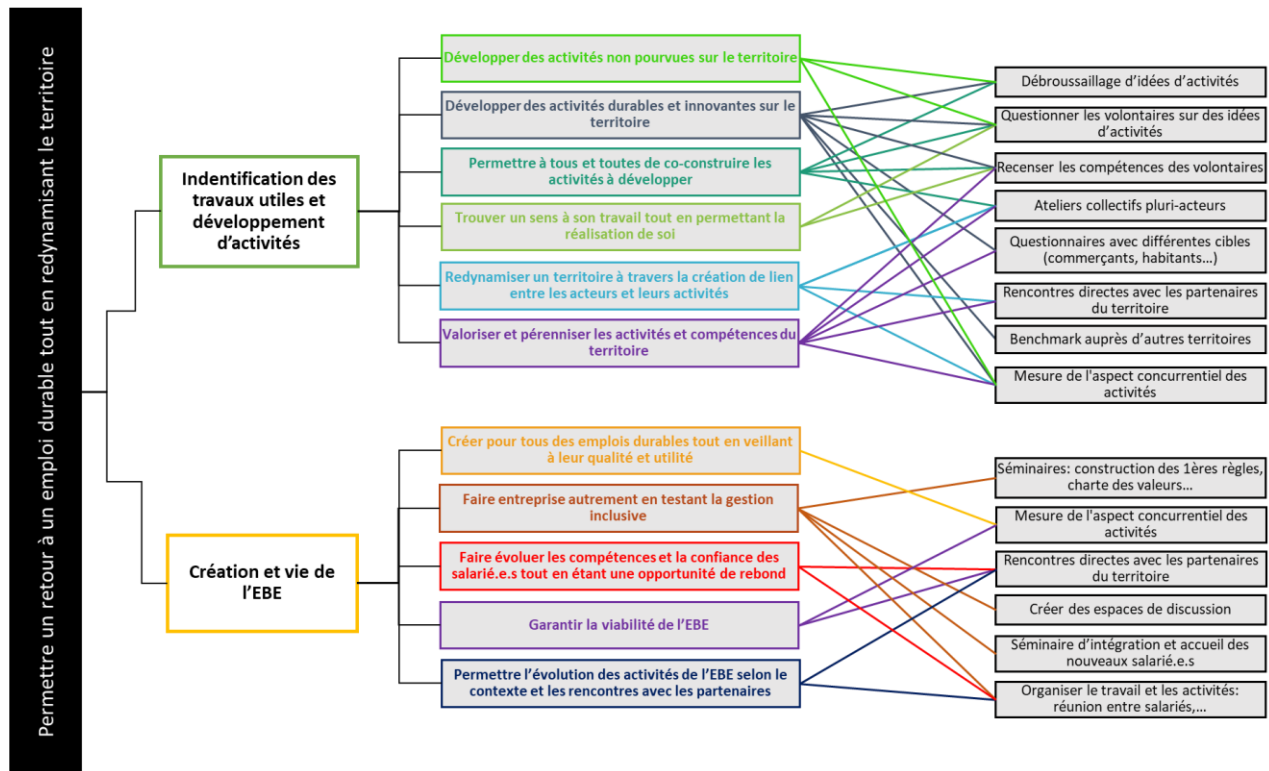 Permettre un retour à un emploi durable tout en redynamisant le territoire
Indentification des
travaux utiles et
développement
d'activités
Développer des activités non pourvues sur le territoire
Développer des activités durables et innovantes sur le
territoire
Permettre à tous et toutes de co-construire les
activités à développer
Trouver un sens à son travail tout en permettant la
réalisation de soi
Redynamiser un territoire à travers la création de lien
entre les acteurs et leurs activités
Valoriser et pérenniser les activités et compétences du
territoire
Débroussaillage d'idées d'activités
Questionner les volontaires sur des idées
d'activités
Recenser les compétences des volontaires
Ateliers collectifs pluri-acteurs
Questionnaires avec différentes cibles
(commerçants, habitants…)
Rencontres directes avec les partenaires
du territoire
Benchmark auprès d'autres territoires
Mesure de l'aspect concurrentiel des
activités
Création et vie de
l'EBE
Créer pour tous des emplois durables tout en veillant
à leur qualité et utilité
Faire entreprise autrement en testant la gestion
inclusive
Faire évoluer les compétences et la confiance des
salarié.e.s tout en étant une opportunité de rebond
Garantir la viabilité de l'EBE
Permettre l'évolution des activités de l'EBE selon le
contexte et les rencontres avec les partenaires
Séminaires: construction des 1ères règles,
charte des valeurs…
Mesure de l'aspect concurrentiel des
activités
Rencontres directes avec les partenaires
du territoire
Créer des espaces de discussion
Séminaire d'intégration et accueil des
nouveaux salarié.e.s
Organiser le travail et les activités:
réunion entre salariés,…